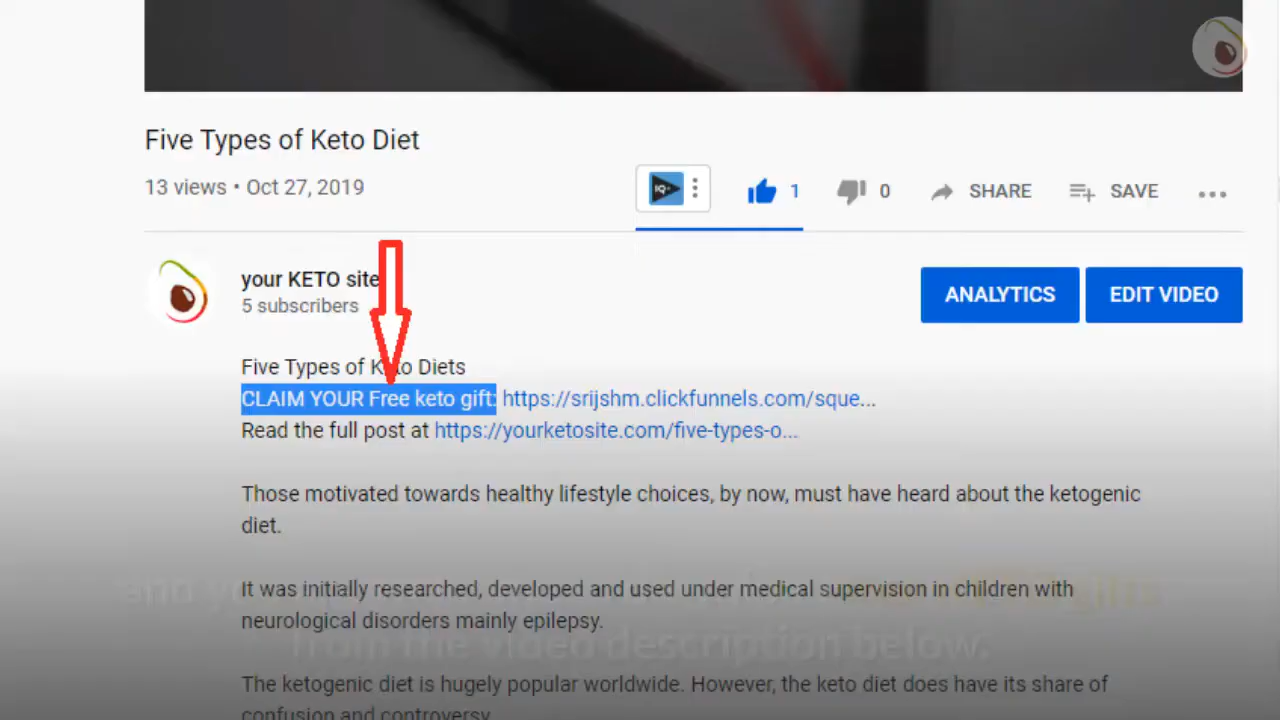 Five Types of Keto Diet
13 views • Oct 27, 2019
IQ
1
0
SHARE
SAVE
your KETO site
5 subscribers
ANALYTICS
EDIT VIDEO
Five Types of Keto Diets
CLAIM YOUR Free keto gift: https://srijshm.clickfunnels.com/sque...
Read the full post at https://yourketosite.com/five-types-o...
Those motivated towards healthy lifestyle choices, by now, must have heard about the ketogenic
diet.
It was initially researched, developed and used under medical supervision in children with
and
neurological disorders mainly epilepsy.
from the video description below.
The ketogenic diet is hugely popular worldwide. However, the keto diet does have its share of
confusion and controversy.